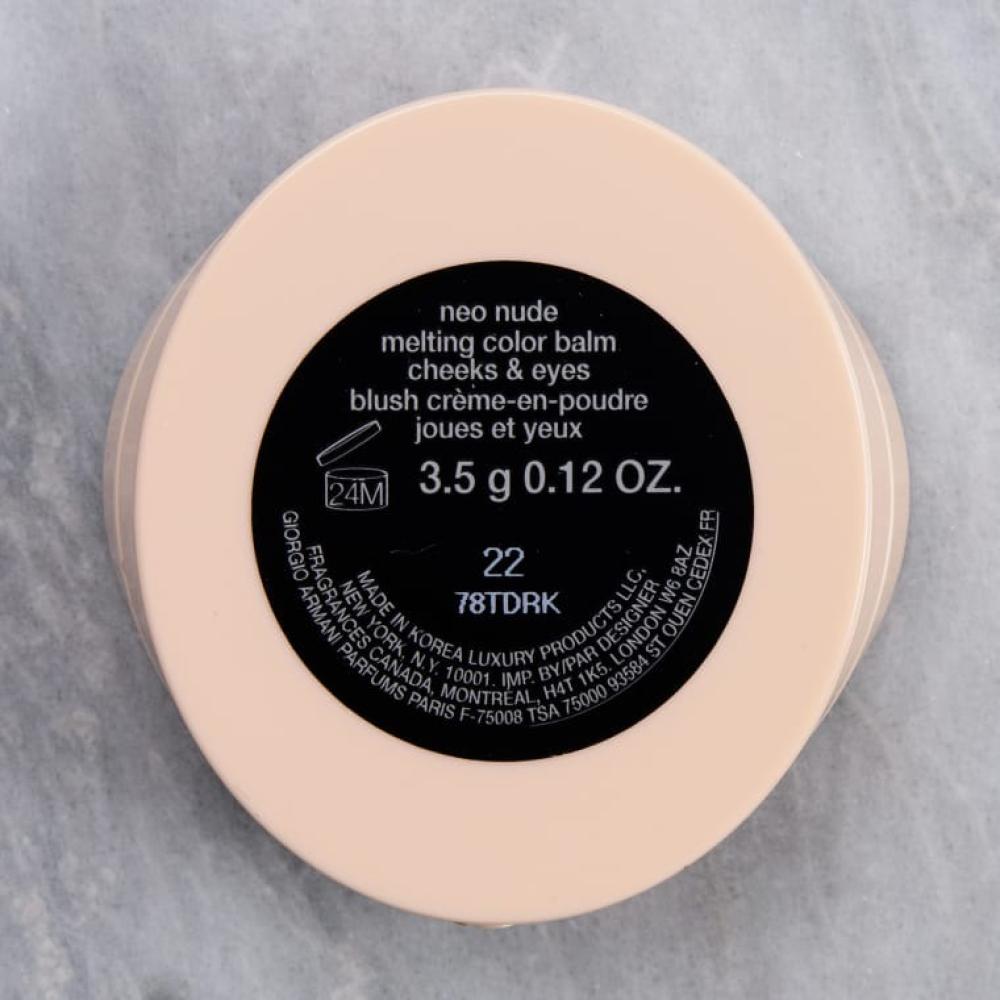 neo nude
melting color balm
cheeks & eyes
blush crème-en-poudre
joues et yeux
24M
3.5 g 0.12 OZ.
22
78TDRK
MADE IN KOREA LUXURY PRODUCTS LLC,
NEW YORK, N.Y. 10001. IMP. BY/PAR DESIGNER
FRAGRANCES CANADA, MONTREAL, H4T 1K5. LONDON W6 8AZ
GIORGIO ARMANI PARFUMS PARIS F-75008 TSA 75000 93584 ST OUEN CEDEX FR